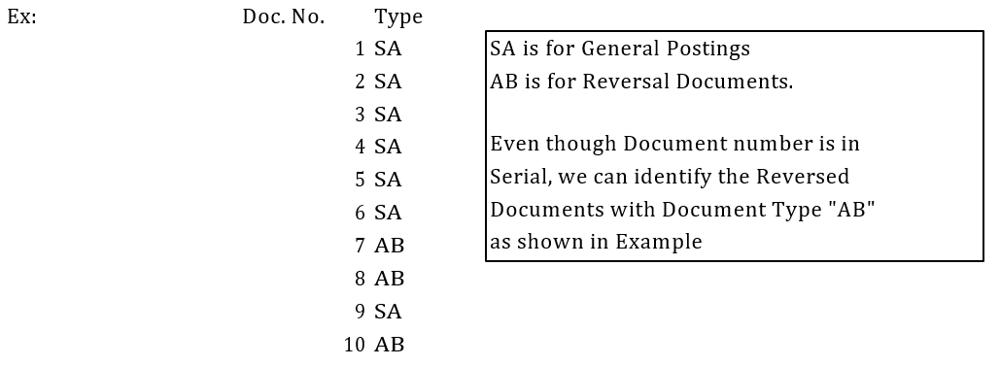 Ex: Doc. No. Type
1 SA
2 SA
3 SA
4 SA
5 SA
6 SA
7 AB
8 AB
9 SA
10 AB
SA is for General Postings
AB is for Reversal Documents.
Even though Document number is in
Serial, we can identify the Reversed
Documents with Document Type "AB"
as shown in Example